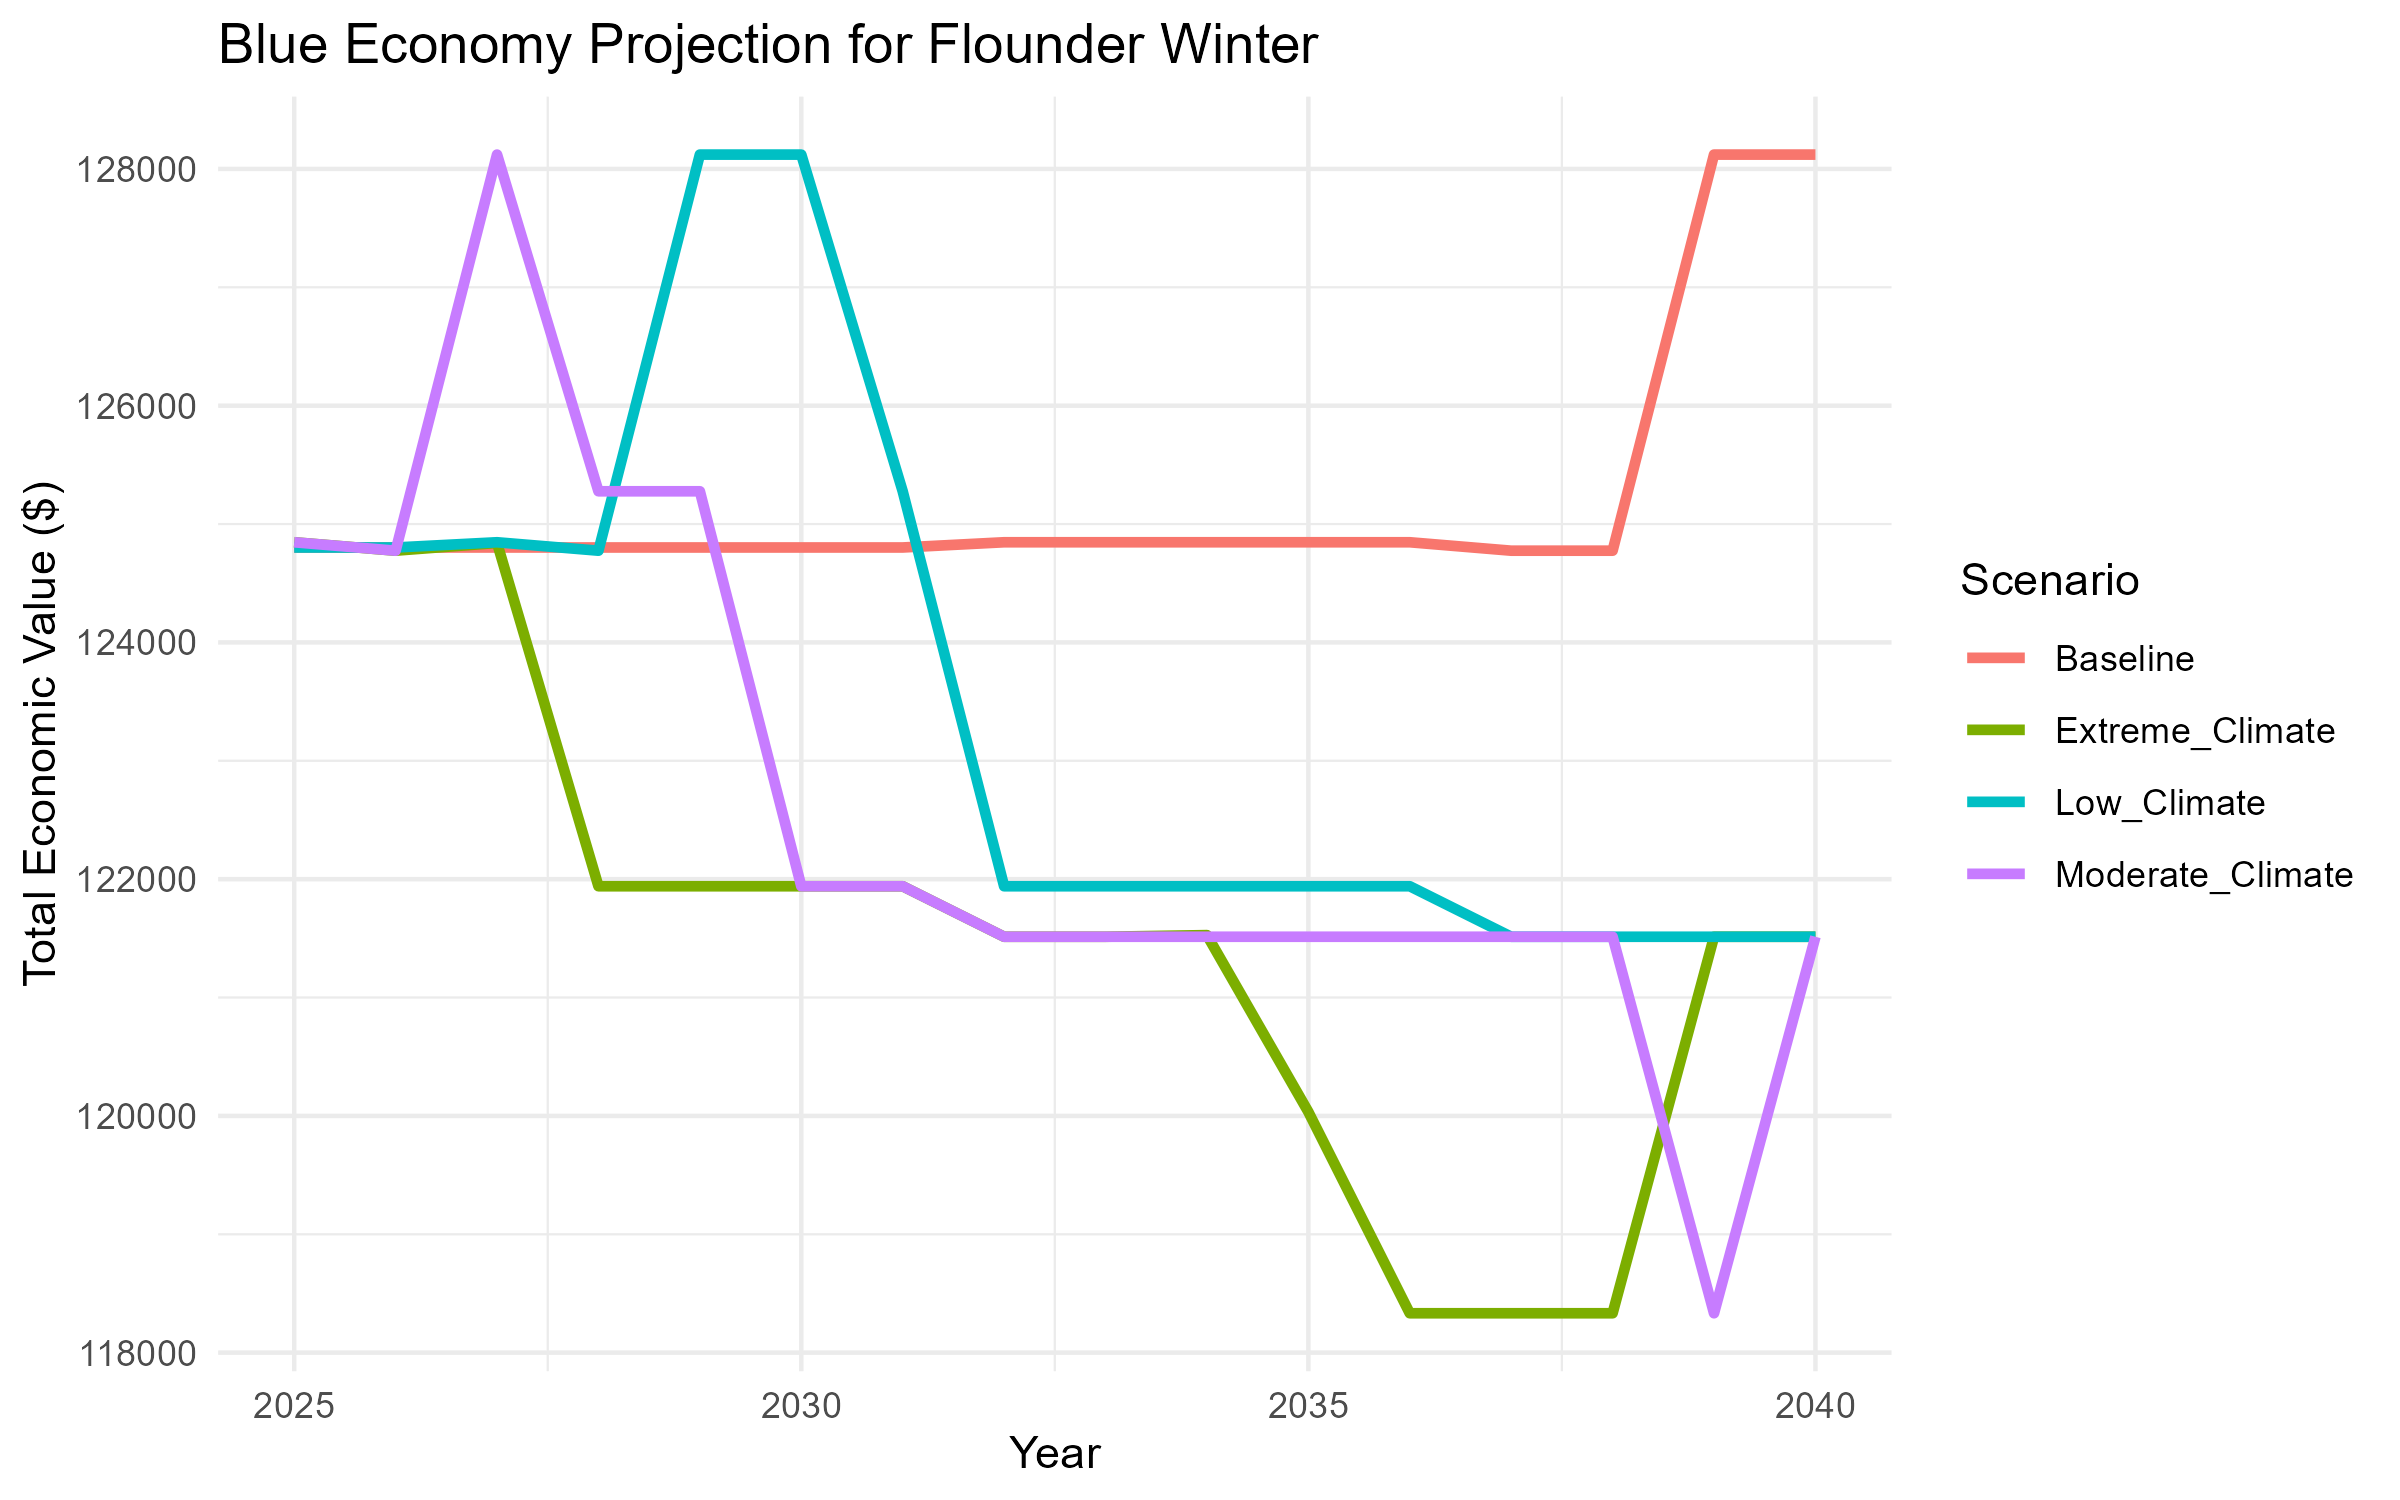 Blue Economy Projection for Flounder Winter
Total Economic Value ($)
128000
126000
124000
122000
120000
118000
2025
2030
2035
2040
Year
Scenario
Baseline
Extreme_Climate
Low_Climate
Moderate_Climate